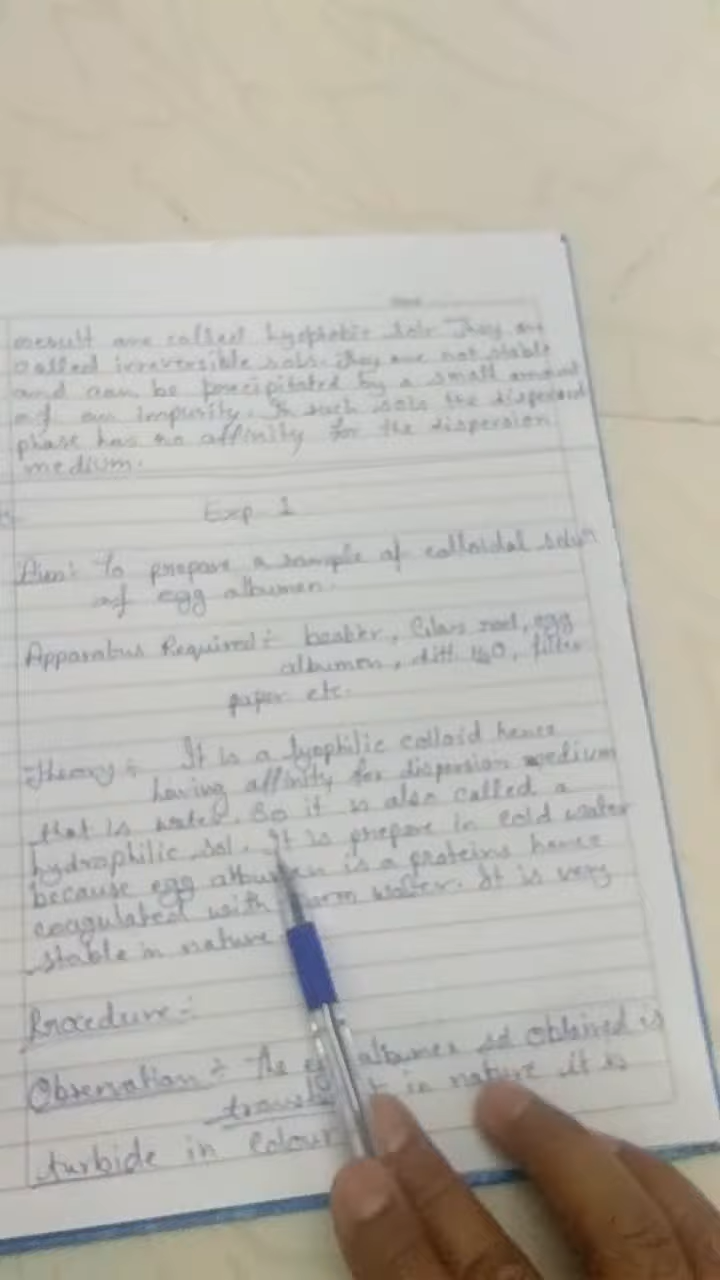 result are called lyophobic sols. They are
called irreversible sols. They are not stable
and can be precipitated by a small amount
of an impurity. In such sols the dispersed
phase has no affinity for the dispersion
medium.
Exp 1
Aim: To prepare a sample of colloidal solun
of egg albumen.
Apparatus Required :- beaker, Glass rod, egg
albumen, distt. H2O, filter
paper etc.
Theory :- It is a lyophilic colloid hence
having affinity for dispersion medium
that is water. So it is also called a
hydrophilic sol. It is prepare in cold water
because egg albumen is a proteins hence
coagulated with warm water. It is very
stable in nature
Procedure :-
Observation :- The egg albumen sol obtained is
in nature it is
turbide in colour